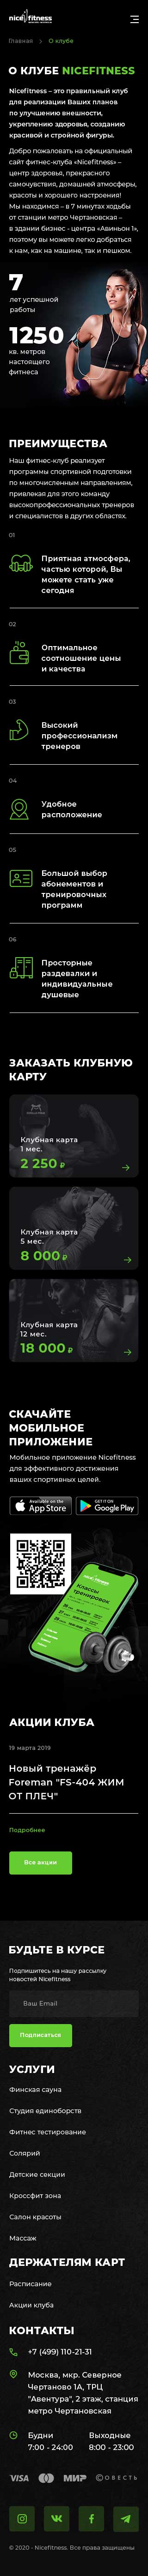 nice fitness
Главная > О клубе
О КЛУБЕ NICEFITNESS
Nicefitness – это правильный клуб
для реализации Ваших планов
по улучшению внешности,
укреплению здоровья, созданию
красивой и стройной фигуры.
Добро пожаловать на официальный
сайт фитнес-клуба «Nicefitness» –
центр здоровья, прекрасного
самочувствия, домашней атмосферы,
красоты и хорошего настроения!
Мы находимся – в 7 минутах ходьбы
от станции метро Чертановская –
в здании бизнес - центра «Авиньон 1»,
поэтому вы можете легко добраться
к нам, как на машине, так и пешком.
7
лет успешной
работы
1250
кв. метров
настоящего
фитнеса
ПРЕИМУЩЕСТВА
Наш фитнес-клуб реализует
программы спортивной подготовки
по многочисленным направлениям,
привлекая для этого команду
высокопрофессиональных тренеров
и специалистов в других областях.
01
Приятная атмосфера,
частью которой, Вы
можете стать уже
сегодня
02
Оптимальное
соотношение цены
и качества
03
Высокий
профессионализм
тренеров
04
Удобное
расположение
05
Большой выбор
абонементов и
тренировочных
программ
06
Просторные
раздевалки и
индивидуальные
душевые
ЗАКАЗАТЬ КЛУБНУЮ
КАРТУ
Клубная карта
1 мес.
2 250 ₽
Клубная карта
5 мес.
8 000 ₽
Клубная карта
12 мес.
18 000 ₽
СКАЧАЙТЕ
МОБИЛЬНОЕ
ПРИЛОЖЕНИЕ
Мобильное приложение Nicefitness
для эффективного достижения
ваших спортивных целей.
Available on the
App Store
GET IT ON
Google Play
Классы
тренировок
АКЦИИ КЛУБА
19 марта 2019
Новый тренажёр
Foreman "FS-404 ЖИМ
ОТ ПЛЕЧ"
Подробнее
Все акции
БУДЬТЕ В КУРСЕ
Подпишитесь на нашу рассылку
новостей Nicefitness
Ваш Email
Подписаться
УСЛУГИ
Финская сауна
Студия единоборств
Фитнес тестирование
Солярий
Детские секции
Кроссфит зона
Салон красоты
Массаж
ДЕРЖАТЕЛЯМ КАРТ
Расписание
Акции клуба
КОНТАКТЫ
+7 (499) 110-21-31
Москва, мкр. Северное
Чертаново 1А, ТРЦ
"Авентура", 2 этаж, станция
метро Чертановская
Будни Выходные
7:00 - 24:00 8:00 - 23:00
VISA МИР СОВЕСТЬ
© 2020 - Nicefitness. Все права защищены